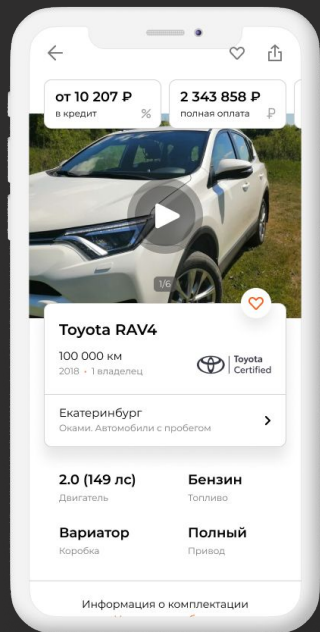 от 10 207 ₽
в кредит %
2 343 858 ₽
полная оплата ₽
1/6
Toyota RAV4
100 000 км
2018 • 1 владелец
Toyota
Certified
Екатеринбург
Оками. Автомобили с пробегом
2.0 (149 лс)
Двигатель
Бензин
Топливо
Вариатор
Коробка
Полный
Привод
Информация о комплектации